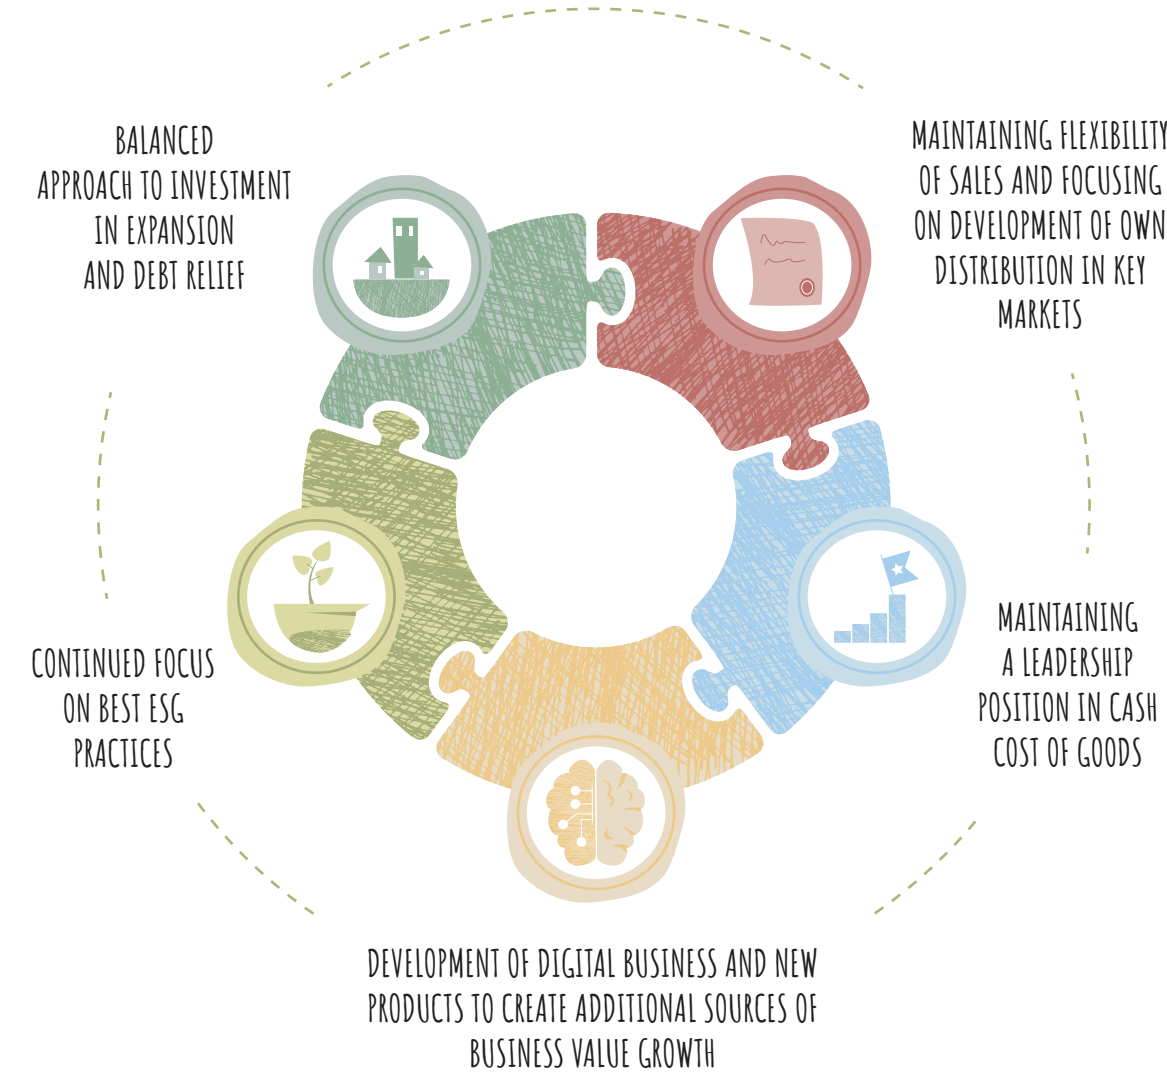 BALANCED
APPROACH TO INVESTMENT
IN EXPANSION
AND DEBT RELIEF
MAINTAINING FLEXIBILITY
OF SALES AND FOCUSING
ON DEVELOPMENT OF OWN
DISTRIBUTION IN KEY
MARKETS
CONTINUED FOCUS
ON BEST ESG
PRACTICES
MAINTAINING
A LEADERSHIP
POSITION IN CASH
COST OF GOODS
DEVELOPMENT OF DIGITAL BUSINESS AND NEW
PRODUCTS TO CREATE ADDITIONAL SOURCES OF
BUSINESS VALUE GROWTH